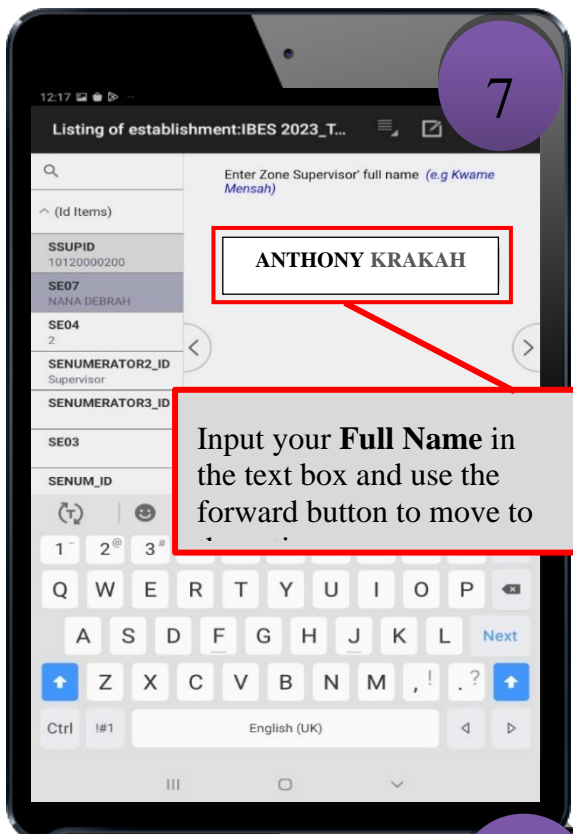 7
12:17
Listing of establishment:IBES 2023_T...
Enter Zone Supervisor' full name (e.g Kwame
Mensah)
(Id Items)
SSUPID
10120000200
SE07
NANA DEBRAH
SE04
2
SENUMERATOR2_ID
Supervisor
SENUMERATOR3_ID
SE03
SENUM_ID
ANTHONY KRAKAH
Input your Full Name in
the text box and use the
forward button to move to
1 - 2 @ 3 #
Q W E R T Y U I O P
A S D F G H J K L Next
Z X C V B N M , ! . ?
Ctrl !#1 English (UK)